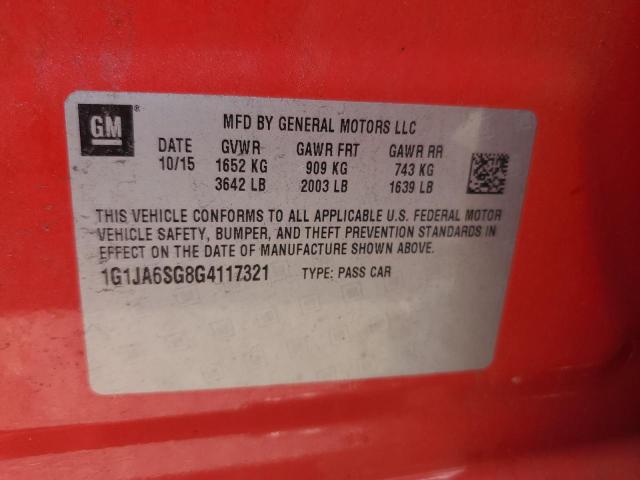 GM ®
MFD BY GENERAL MOTORS LLC
DATE GVWR GAWR FRT GAWR RR
10/15 1652 KG 909 KG 743 KG
3642 LB 2003 LB 1639 LB
THIS VEHICLE CONFORMS TO ALL APPLICABLE U.S. FEDERAL MOTOR
VEHICLE SAFETY, BUMPER, AND THEFT PREVENTION STANDARDS IN
EFFECT ON THE DATE OF MANUFACTURE SHOWN ABOVE.
1G1JA6SG8G4117321 TYPE: PASS CAR